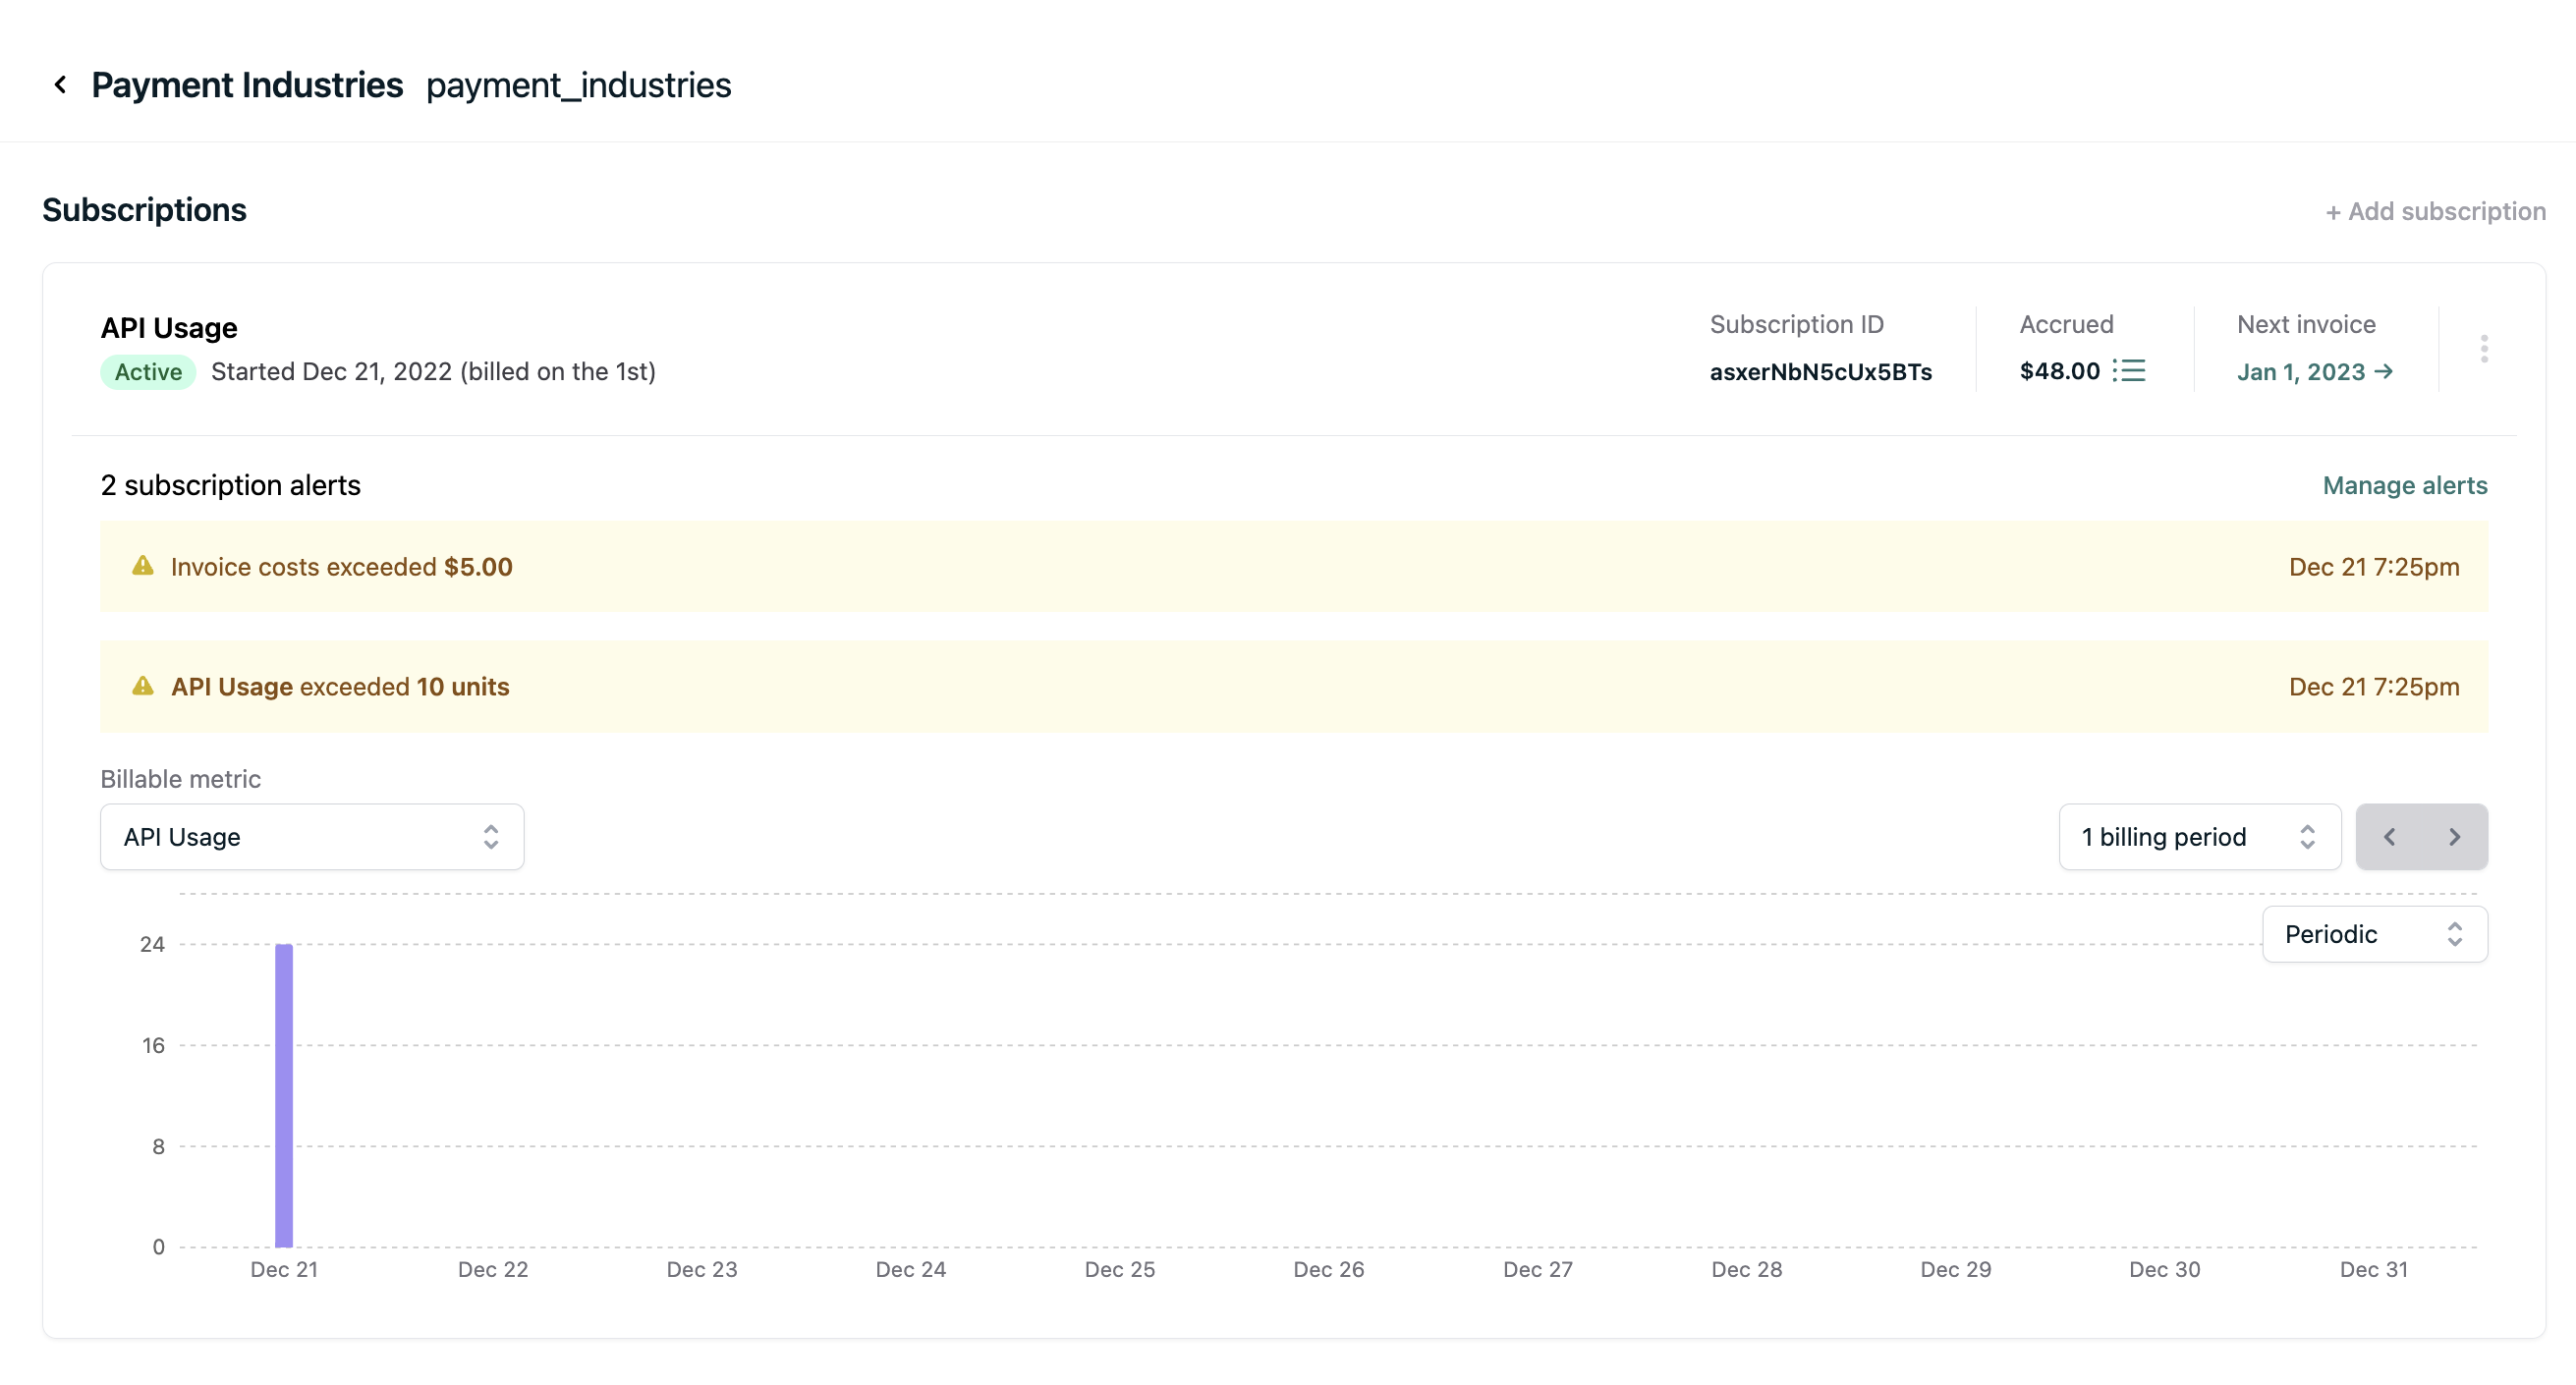 Payment Industries payment_industries
Subscriptions
+ Add subscription
API Usage
Active Started Dec 21, 2022 (billed on the 1st)
Subscription ID
asxerNbN5cUx5BTs
Accrued
$48.00
Next invoice
Jan 1, 2023 →
2 subscription alerts
Manage alerts
Invoice costs exceeded $5.00
Dec 21 7:25pm
API Usage exceeded 10 units
Dec 21 7:25pm
Billable metric
API Usage
1 billing period
Periodic
24
16
8
0
Dec 21 Dec 22 Dec 23 Dec 24 Dec 25 Dec 26 Dec 27 Dec 28 Dec 29 Dec 30 Dec 31